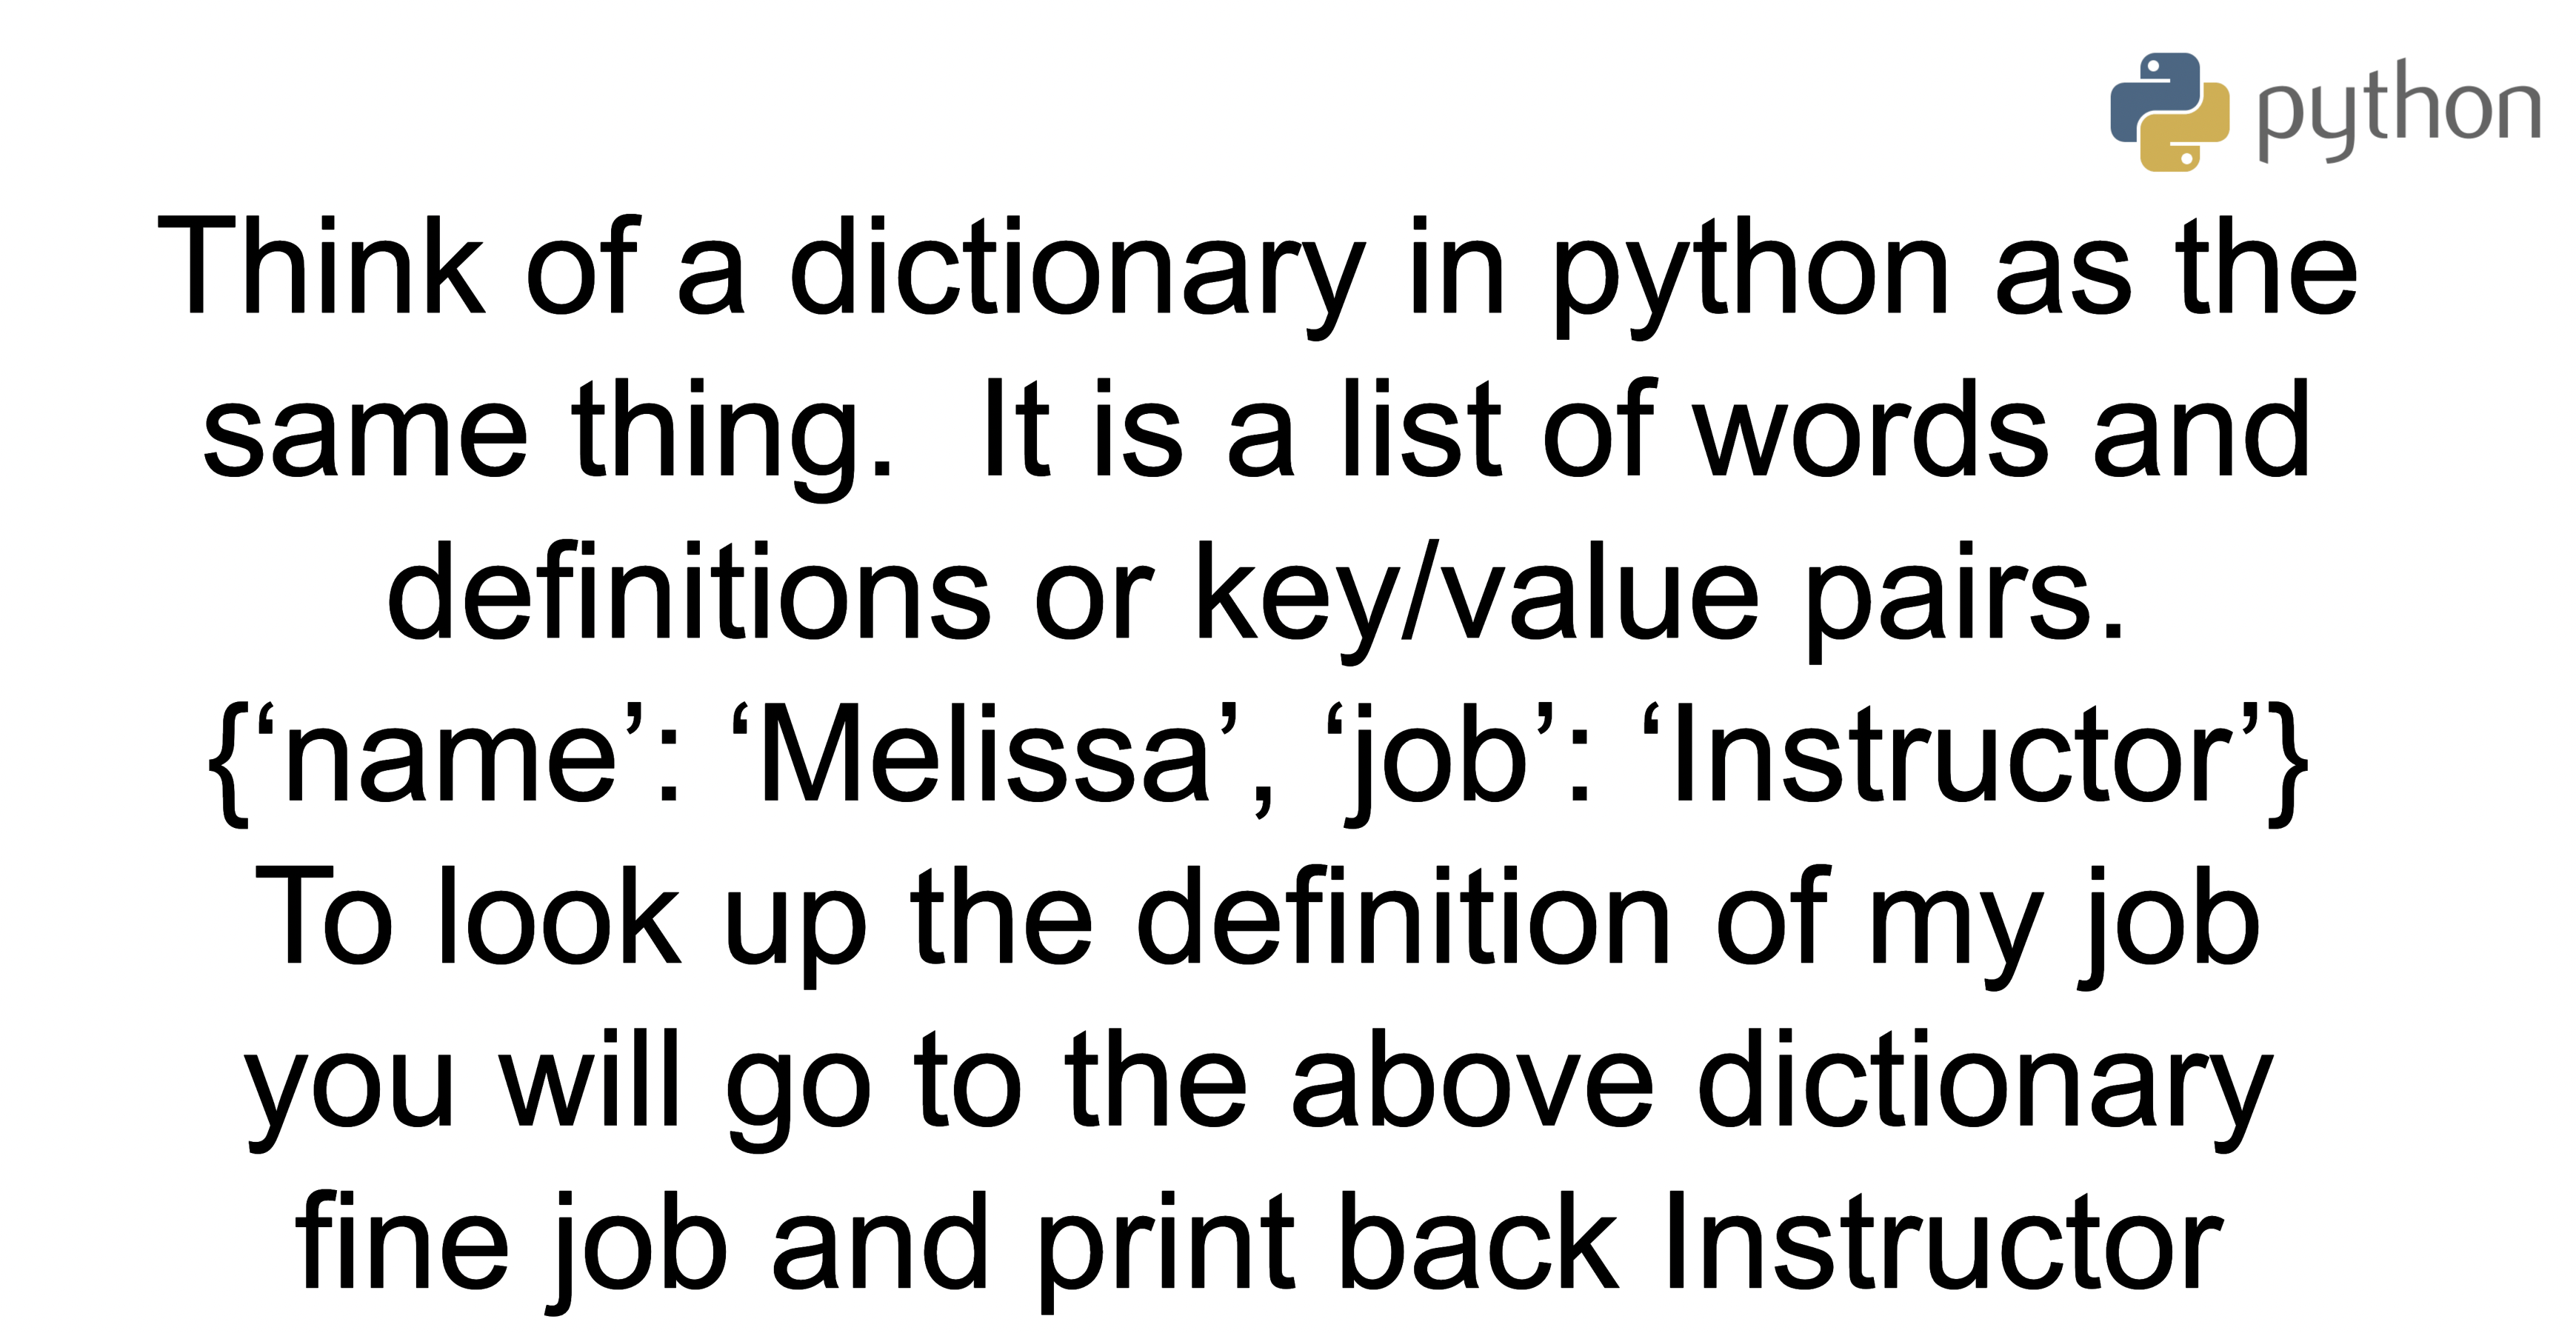 python
Think of a dictionary in python as the
same thing.  It is a list of words and
definitions or key/value pairs.
{‘name’: ‘Melissa’, ‘job’: ‘Instructor’}
To look up the definition of my job
you will go to the above dictionary
fine job and print back Instructor